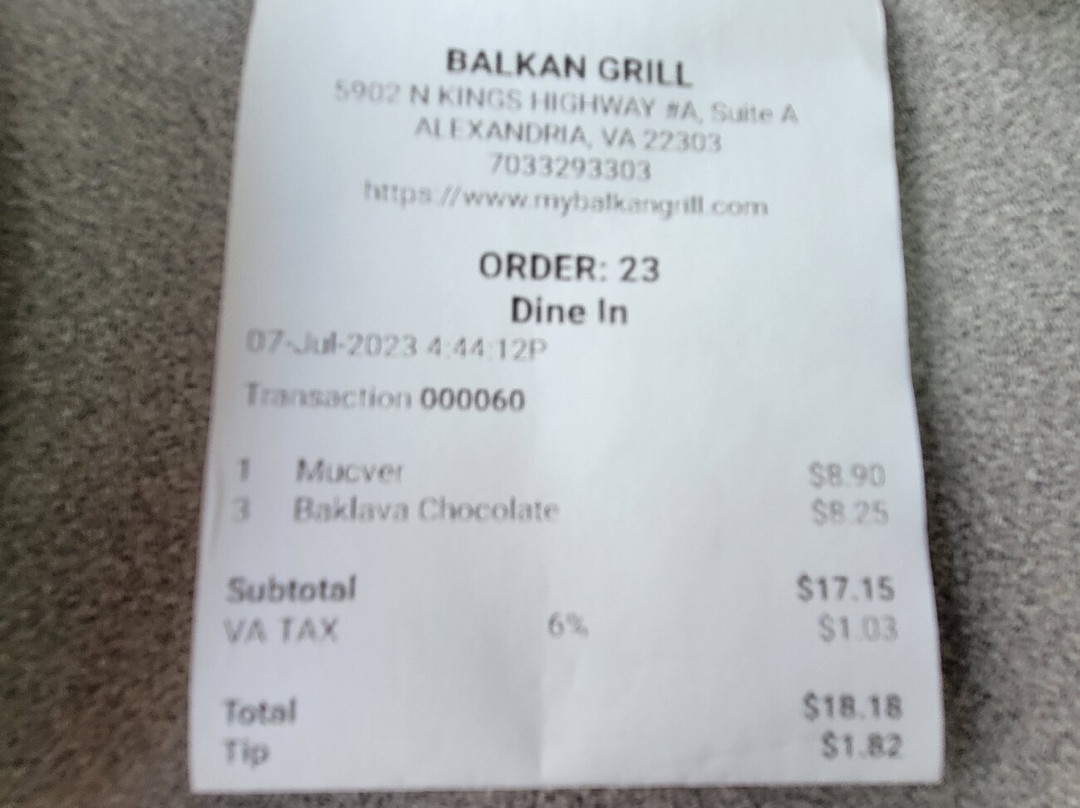 BALKAN GRILL
5902 N KINGS HIGHWAY #A, Suite A
ALEXANDRIA, VA 22303
7033293303
https://www.mybalkangrill.com
ORDER: 23
Dine In
07-Jul-2023 4:44:12P
Transaction 000060
1 Mucver $8.90
3 Baklava Chocolate $8.25
Subtotal $17.15
VA TAX 6% $1.03
Total $18.18
Tip $1.82